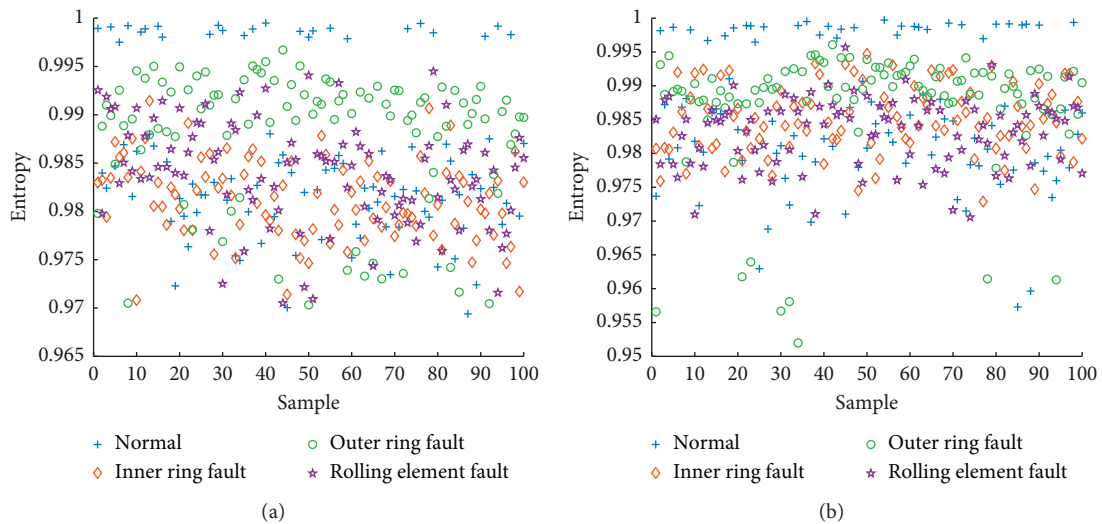 1
0.995
0.99
0.985
0.98
0.975
0.97
0.965
Entropy
0 10 20 30 40 50 60 70 80 90 100
Sample
Normal
Outer ring fault
Inner ring fault
Rolling element fault
(a)
1
0.995
0.99
0.985
0.98
0.975
0.97
0.965
0.96
0.955
0.95
Entropy
0 10 20 30 40 50 60 70 80 90 100
Sample
Normal
Outer ring fault
Inner ring fault
Rolling element fault
(b)